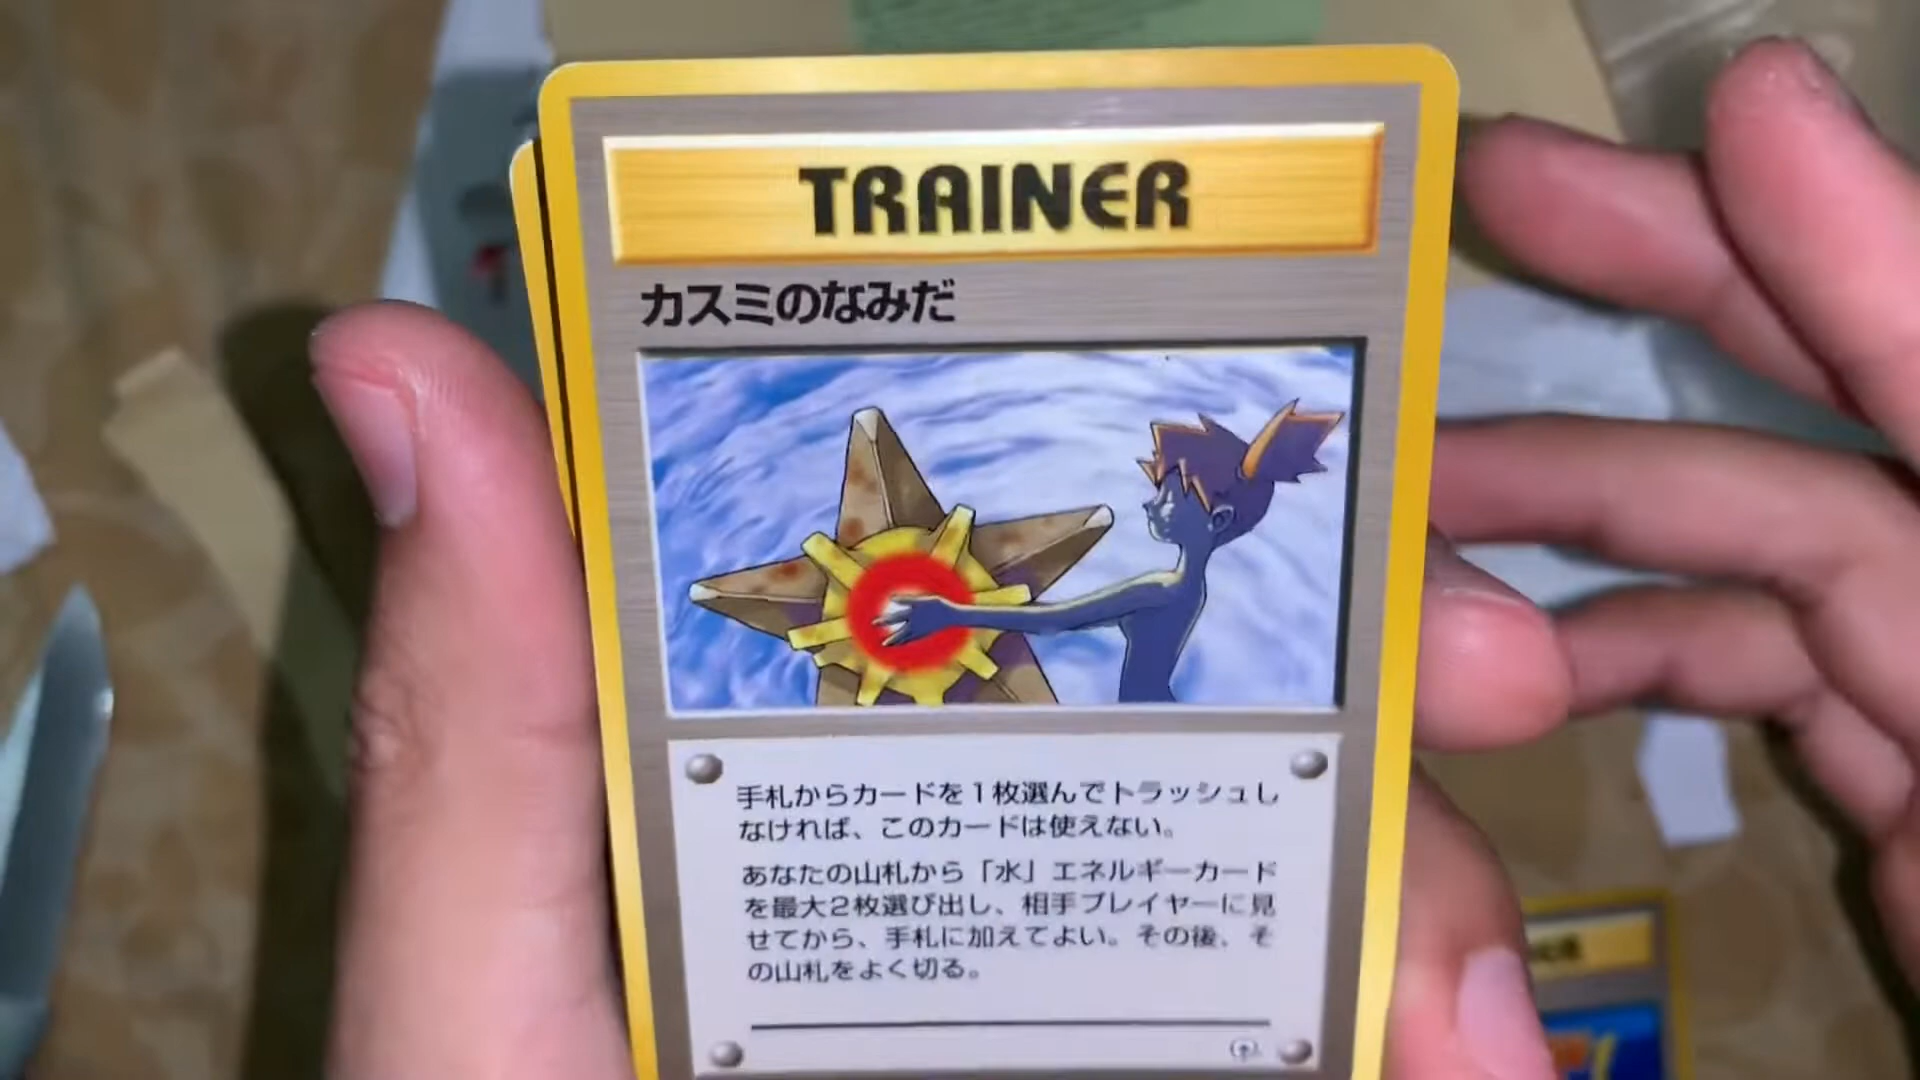 TRAINER
カスミのなみだ
手札からカードを1枚選んでトラッシュし
なければ、このカードは使えない。
あなたの山札から「水」エネルギーカード
を最大2枚選び出し、相手プレイヤーに見
せてから、手札に加えてよい。その後、そ
の山札をよく切る。